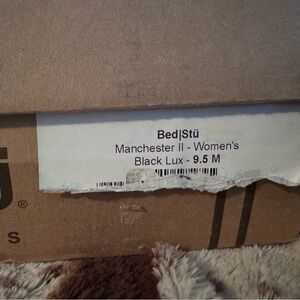 Bed|Stü
Manchester II - Women's
Black Lux - 9.5 M
®
S